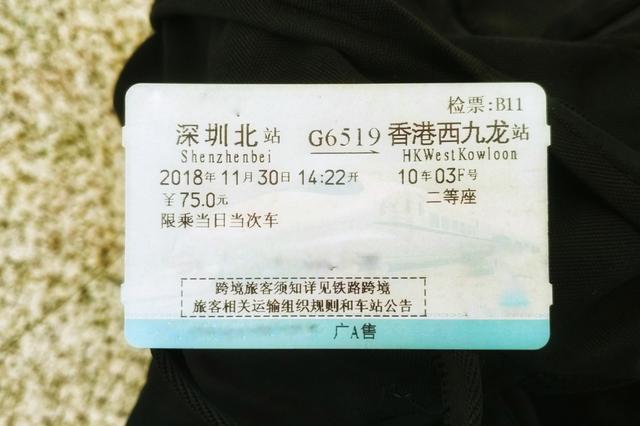 检票:B11
深圳北站 G6519 香港西九龙站
Shenzhenbei HKWestKowloon
2018年11月30日 14:22开 10车03F号
￥75.0元 二等座
限乘当日当次车
跨境旅客须知详见铁路跨境
旅客相关运输组织规则和车站公告
广A售